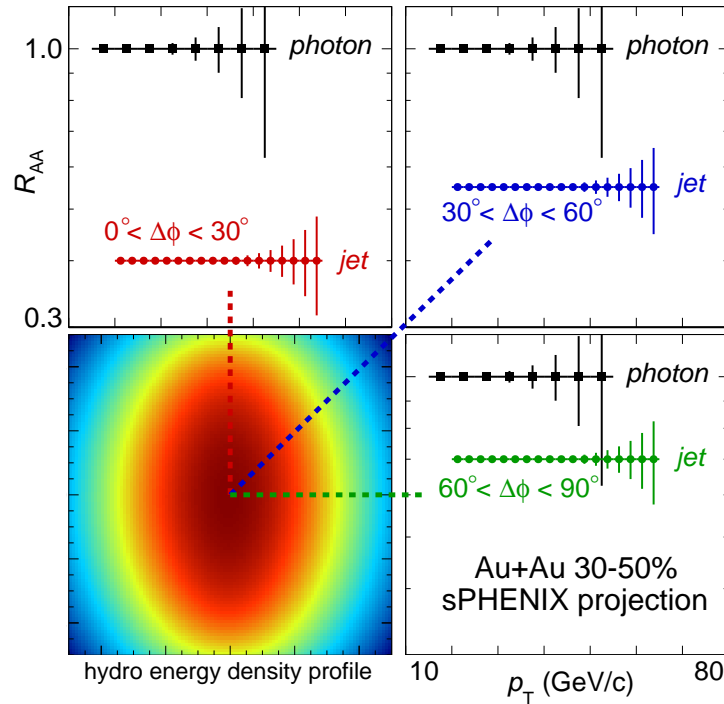 1.0
photon
photon
R_AA
jet
0°< Δϕ < 30°
30°< Δϕ < 60°
jet
0.3
photon
jet
60°< Δϕ < 90°
Au+Au 30-50%
sPHENIX projection
hydro energy density profile
10
80
p_T (GeV/c)